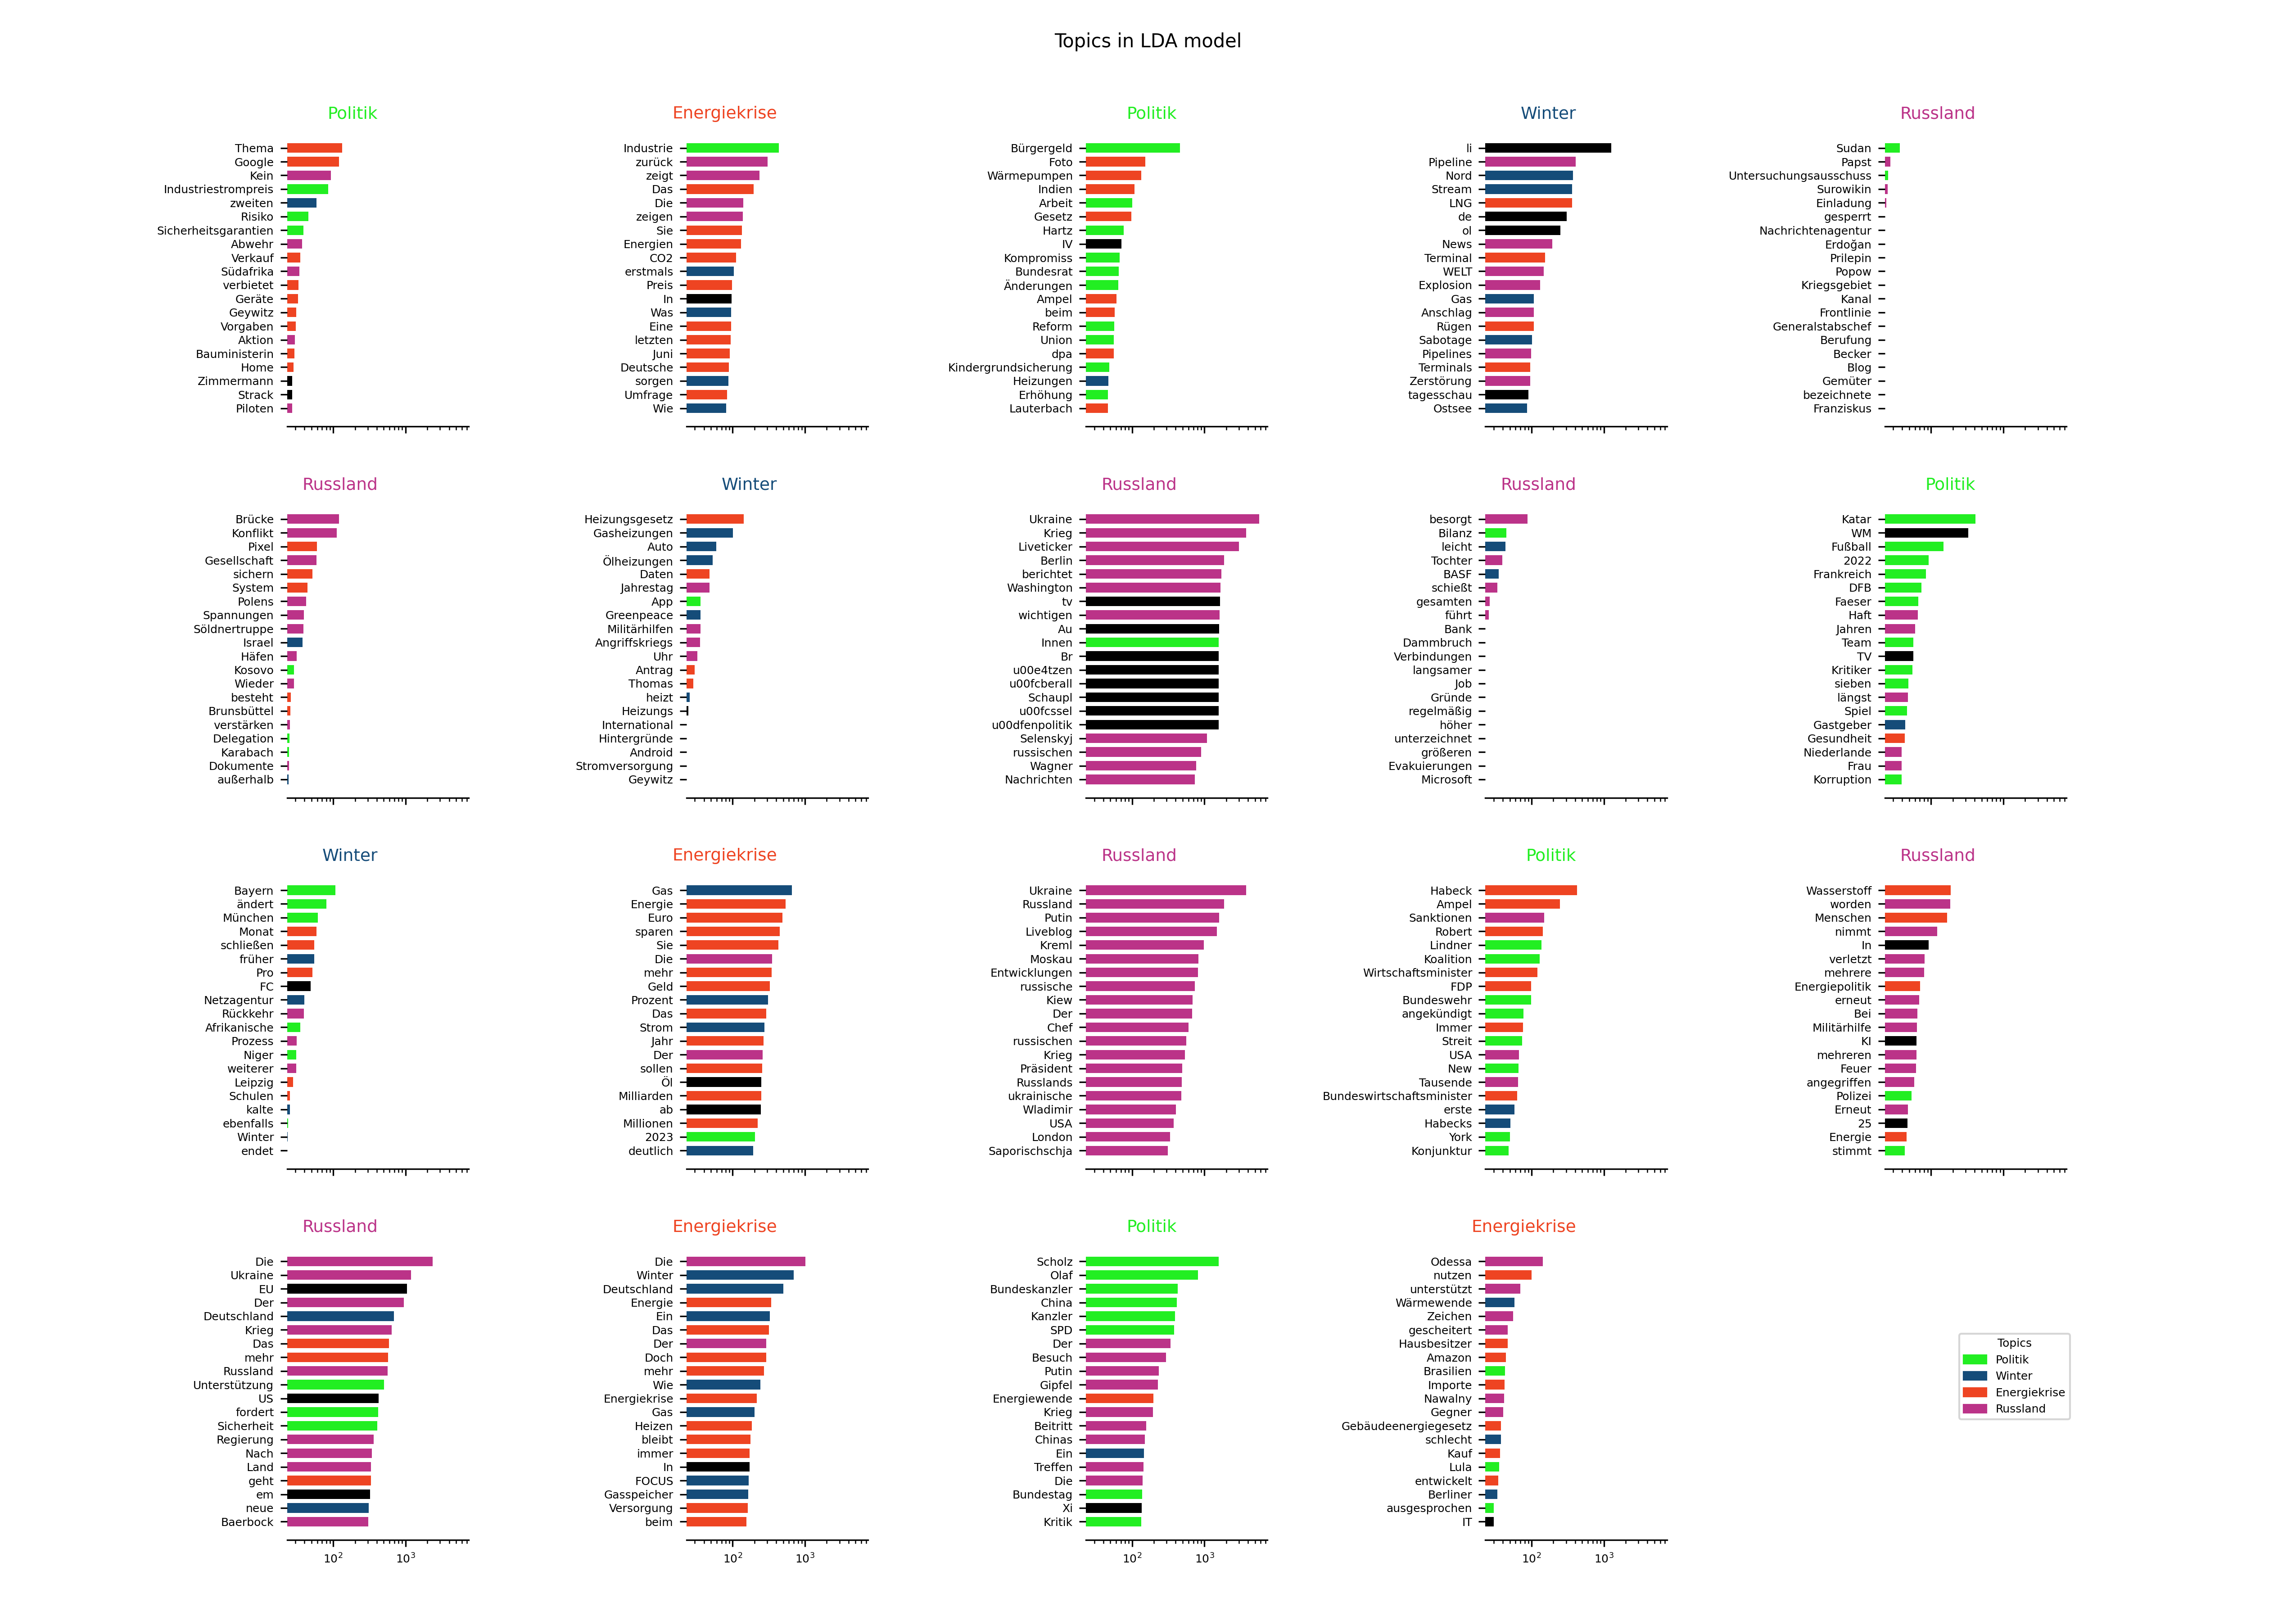 Topics in LDA model
Politik
Thema
Google
Kein
Industriestrompreis
zweiten
Risiko
Sicherheitsgarantien
Abwehr
Verkauf
Südafrika
verbietet
Geräte
Geywitz
Vorgaben
Aktion
Bauministerin
Home
Zimmermann
Strack
Piloten
Energiekrise
Industrie
zurück
zeigt
Das
Die
zeigen
Sie
Energien
CO2
erstmals
Preis
In
Was
Eine
letzten
Juni
Deutsche
sorgen
Umfrage
Wie
Politik
Bürgergeld
Foto
Wärmepumpen
Indien
Arbeit
Gesetz
Hartz
IV
Kompromiss
Bundesrat
Änderungen
Ampel
beim
Reform
Union
dpa
Kindergrundsicherung
Heizungen
Erhöhung
Lauterbach
Winter
li
Pipeline
Nord
Stream
LNG
de
ol
News
Terminal
WELT
Explosion
Gas
Anschlag
Rügen
Sabotage
Pipelines
Terminals
Zerstörung
tagesschau
Ostsee
Russland
Sudan
Papst
Untersuchungsausschuss
Surowikin
Einladung
gesperrt
Nachrichtenagentur
Erdoğan
Prilepin
Popow
Kriegsgebiet
Kanal
Frontlinie
Generalstabschef
Berufung
Becker
Blog
Gemüter
bezeichnete
Franziskus
Russland
Brücke
Konflikt
Pixel
Gesellschaft
sichern
System
Polens
Spannungen
Söldnertruppe
Israel
Häfen
Kosovo
Wieder
besteht
Brunsbüttel
verstärken
Delegation
Karabach
Dokumente
außerhalb
Winter
Heizungsgesetz
Gasheizungen
Auto
Ölheizungen
Daten
Jahrestag
App
Greenpeace
Militärhilfen
Angriffskriegs
Uhr
Antrag
Thomas
heizt
Heizungs
International
Hintergründe
Android
Stromversorgung
Geywitz
Russland
Ukraine
Krieg
Liveticker
Berlin
berichtet
Washington
tv
wichtigen
Au
Innen
Br
u00e4tzen
u00fcberall
Schaupl
u00fcssel
u00dfenpolitik
Selenskyj
russischen
Wagner
Nachrichten
Russland
besorgt
Bilanz
leicht
Tochter
BASF
schießt
gesamten
führt
Bank
Dammbruch
Verbindungen
langsamer
Job
Gründe
regelmäßig
höher
unterzeichnet
größeren
Evakuierungen
Microsoft
Politik
Katar
WM
Fußball
2022
Frankreich
DFB
Faeser
Haft
Jahren
Team
TV
Kritiker
sieben
längst
Spiel
Gastgeber
Gesundheit
Niederlande
Frau
Korruption
Winter
Bayern
ändert
München
Monat
schließen
früher
Pro
FC
Netzagentur
Rückkehr
Afrikanische
Prozess
Niger
weiterer
Leipzig
Schulen
kalte
ebenfalls
Winter
endet
Energiekrise
Gas
Energie
Euro
sparen
Sie
Die
mehr
Geld
Prozent
Das
Strom
Jahr
Der
sollen
Öl
Milliarden
ab
Millionen
2023
deutlich
Russland
Ukraine
Russland
Putin
Liveblog
Kreml
Moskau
Entwicklungen
russische
Kiew
Der
Chef
russischen
Krieg
Präsident
Russlands
ukrainische
Wladimir
USA
London
Saporischschja
Politik
Habeck
Ampel
Sanktionen
Robert
Lindner
Koalition
Wirtschaftsminister
FDP
Bundeswehr
angekündigt
Immer
Streit
USA
New
Tausende
Bundeswirtschaftsminister
erste
Habecks
York
Konjunktur
Russland
Wasserstoff
worden
Menschen
nimmt
In
verletzt
mehrere
Energiepolitik
erneut
Bei
Militärhilfe
KI
mehreren
Feuer
angegriffen
Polizei
Erneut
25
Energie
stimmt
Russland
Die
Ukraine
EU
Der
Deutschland
Krieg
Das
mehr
Russland
Unterstützung
US
fordert
Sicherheit
Regierung
Nach
Land
geht
em
neue
Baerbock
10² 10³
Energiekrise
Die
Winter
Deutschland
Energie
Ein
Das
Der
Doch
mehr
Wie
Energiekrise
Gas
Heizen
bleibt
immer
In
FOCUS
Gasspeicher
Versorgung
beim
10² 10³
Politik
Scholz
Olaf
Bundeskanzler
China
Kanzler
SPD
Der
Besuch
Putin
Gipfel
Energiewende
Krieg
Beitritt
Chinas
Ein
Treffen
Die
Bundestag
Xi
Kritik
10² 10³
Energiekrise
Odessa
nutzen
unterstützt
Wärmewende
Zeichen
gescheitert
Hausbesitzer
Amazon
Brasilien
Importe
Nawalny
Gegner
Gebäudeenergiegesetz
schlecht
Kauf
Lula
entwickelt
Berliner
ausgesprochen
IT
10² 10³
Topics
Politik
Winter
Energiekrise
Russland